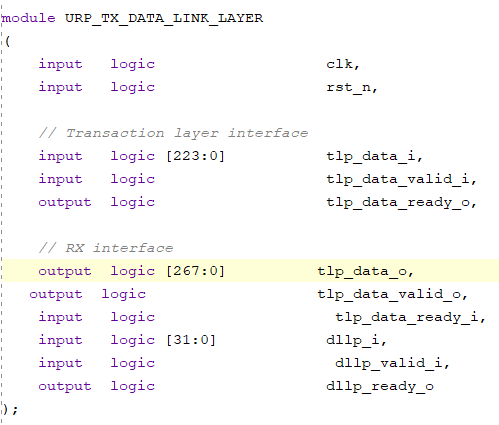 module URP_TX_DATA_LINK_LAYER
(
input logic clk,
input logic rst_n,
// Transaction layer interface
input logic [223:0] tlp_data_i,
input logic tlp_data_valid_i,
output logic tlp_data_ready_o,
// RX interface
output logic [267:0] tlp_data_o,
output logic tlp_data_valid_o,
input logic tlp_data_ready_i,
input logic [31:0] dllp_i,
input logic dllp_valid_i,
output logic dllp_ready_o
);